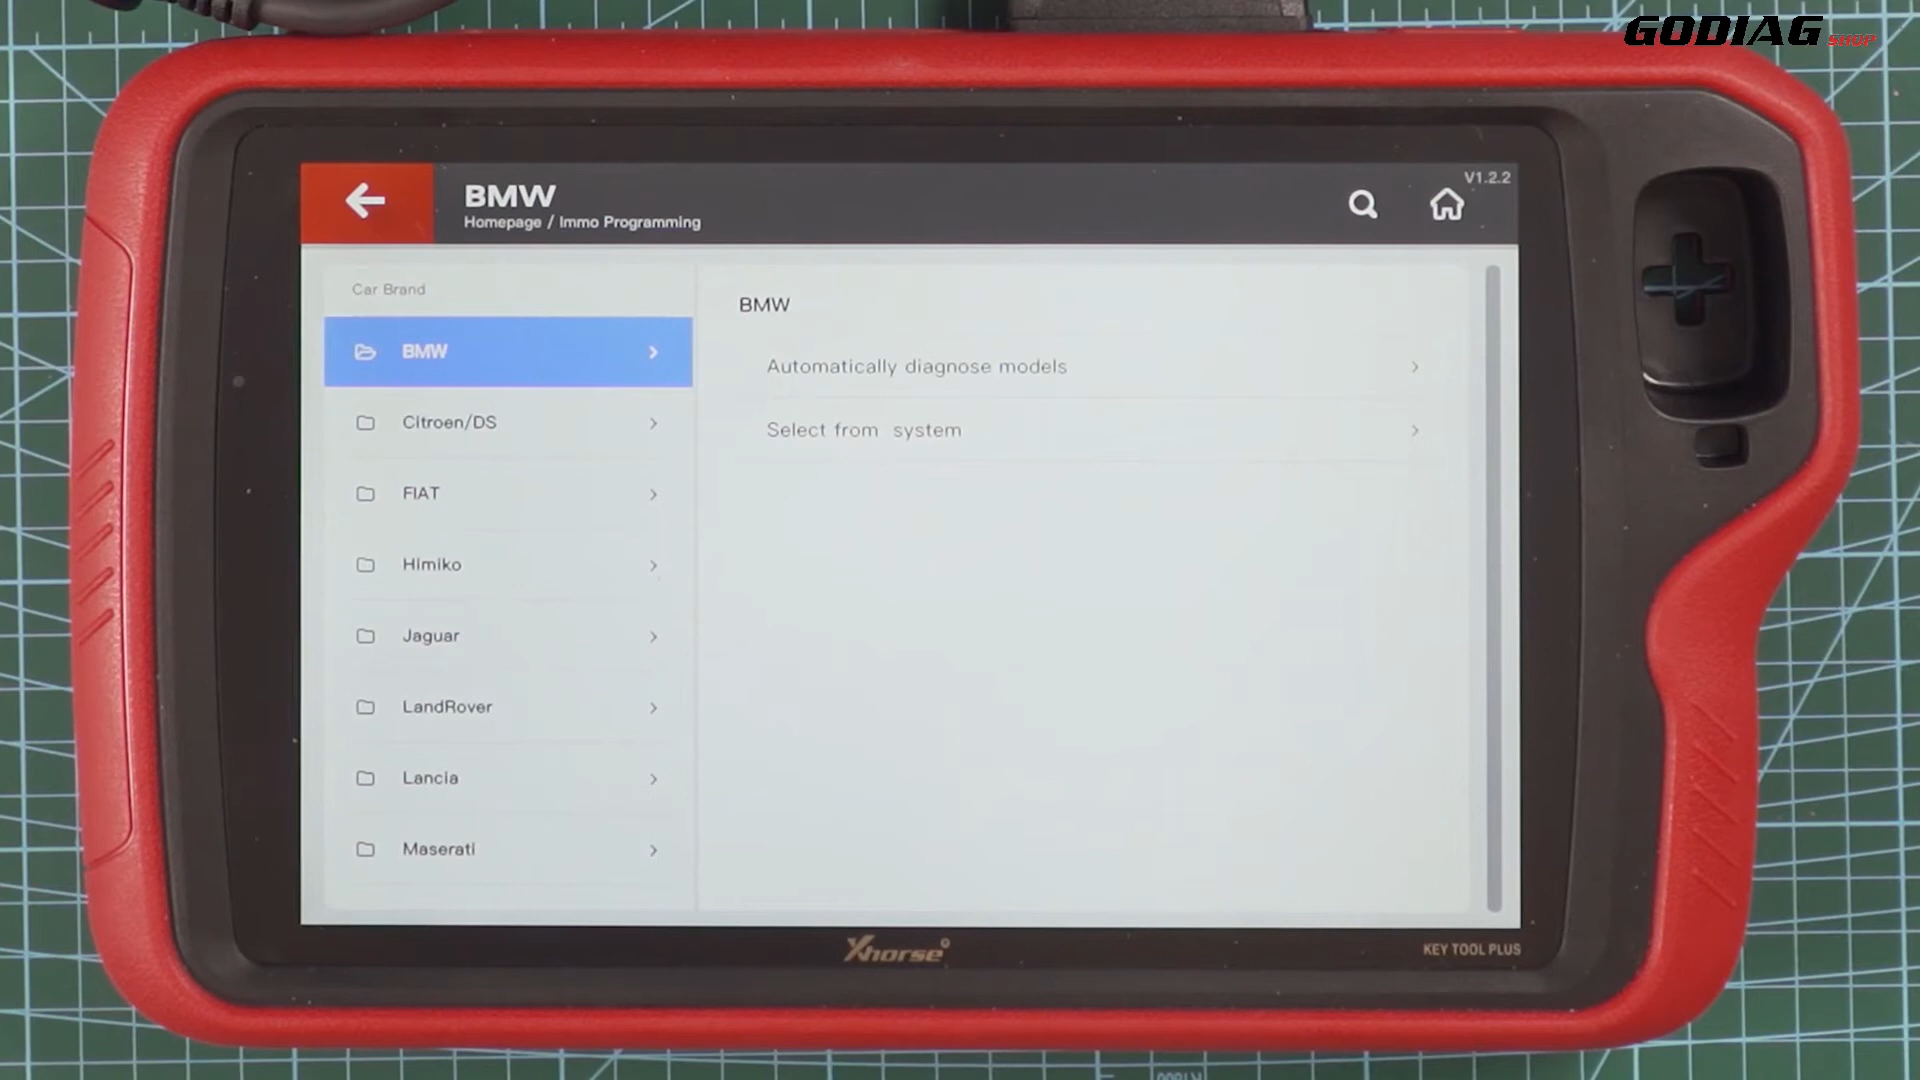 GODIAG SHOP
V1.2.2
BMW
Homepage / Immo Programming
Car Brand
BMW
Citroen/DS
FIAT
Himiko
Jaguar
LandRover
Lancia
Maserati
BMW
Automatically diagnose models
Select from system
Xhorse
KEY TOOL PLUS